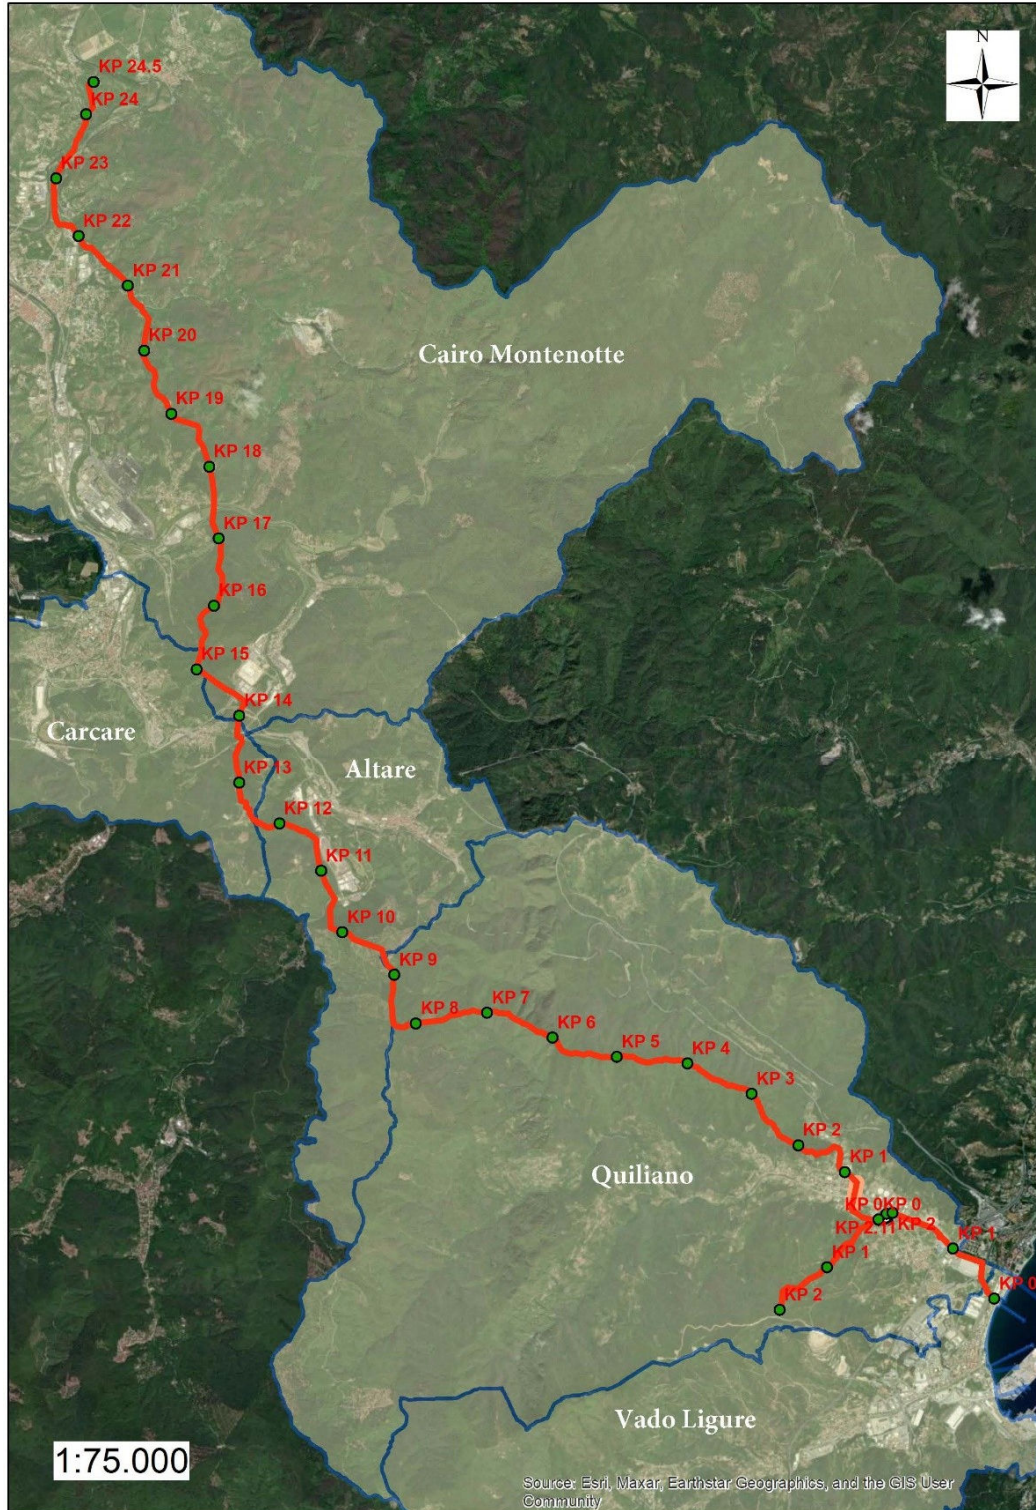 N
KP 24.5
KP 24
KP 23
KP 22
KP 21
KP 20
Cairo Montenotte
KP 19
KP 18
KP 17
KP 16
KP 15
KP 14
Carcare
Altare
KP 13
KP 12
KP 11
KP 10
KP 9
KP 8
KP 7
KP 6
KP 5
KP 4
KP 3
KP 2
KP 1
Quiliano
KP 0
KP 0
KP 2.11
KP 2
KP 1
KP 1
KP 0
KP 2
Vado Ligure
1:75.000
Source: Esri, Maxar, Earthstar Geographics, and the GIS User
Community